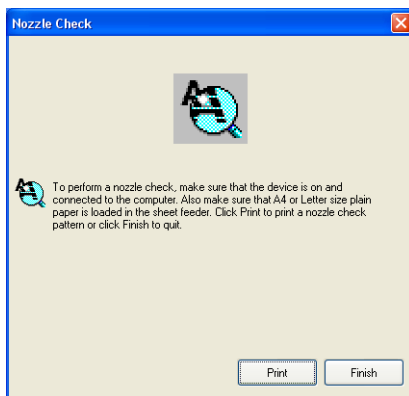 Nozzle Check
To perform a nozzle check, make sure that the device is on and
connected to the computer. Also make sure that A4 or Letter size plain
paper is loaded in the sheet feeder. Click Print to print a nozzle check
pattern or click Finish to quit.
Print
Finish